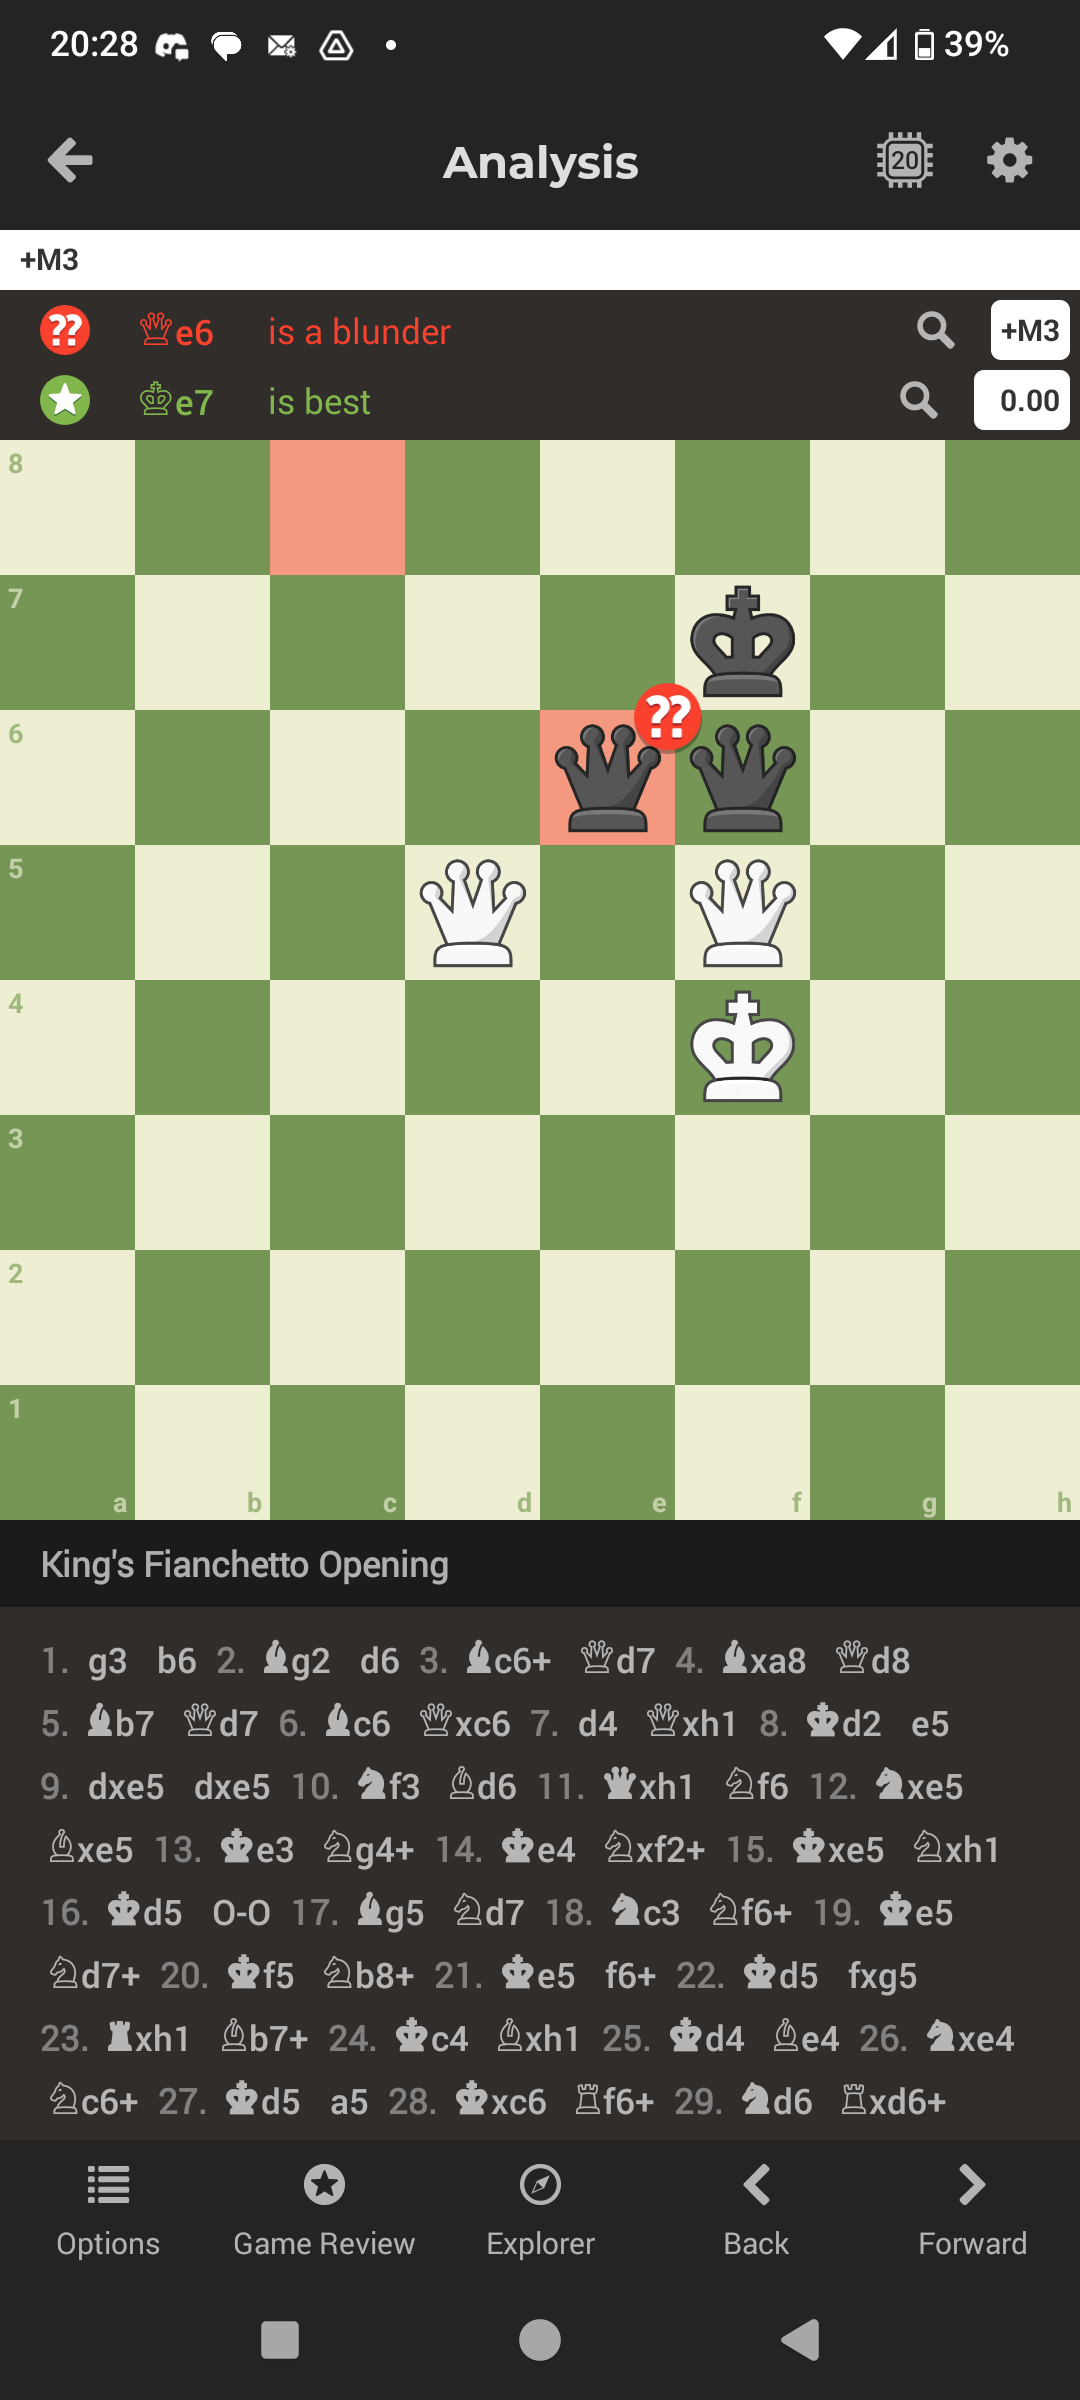 20:28 39%
Analysis 20
+M3
?? ♕e6 is a blunder +M3
♔e7 is best 0.00
8
7
??
6
5
4
3
2
1
a b c d e f g h
King's Fianchetto Opening
1. g3 b6 2. ♝g2 d6 3. ♝c6+ ♕d7 4. ♝xa8 ♕d8
5. ♝b7 ♕d7 6. ♝c6 ♕xc6 7. d4 ♕xh1 8. ♚d2 e5
9. dxe5 dxe5 10. ♞f3 ♗d6 11. ♛xh1 ♘f6 12. ♞xe5
♗xe5 13. ♚e3 ♘g4+ 14. ♚e4 ♘xf2+ 15. ♚xe5 ♘xh1
16. ♚d5 O-O 17. ♝g5 ♘d7 18. ♞c3 ♘f6+ 19. ♚e5
♘d7+ 20. ♚f5 ♘b8+ 21. ♚e5 f6+ 22. ♚d5 fxg5
23. ♜xh1 ♗b7+ 24. ♚c4 ♗xh1 25. ♚d4 ♗e4 26. ♞xe4
♘c6+ 27. ♚d5 a5 28. ♚xc6 ♖f6+ 29. ♞d6 ♖xd6+
Options Game Review Explorer Back Forward